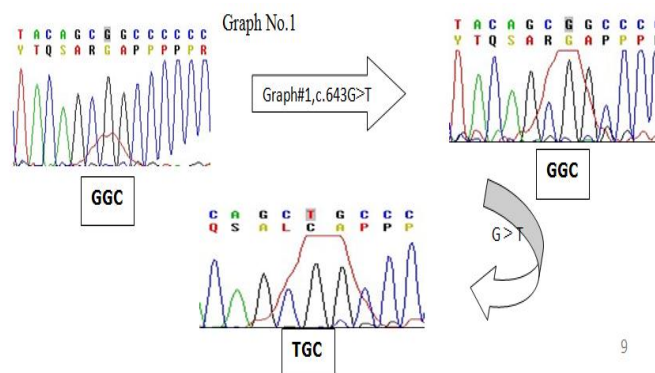 Graph No.1
T A C A G C G G C C C C C C
Y T Q S A R G A P P P P P R
GGC
Graph#1,c.643G>T
T A C A G C G G C C C C
Y T Q S A R G A P P P
GGC
G > T
C A G C T G C C C
Q S A L C A P P P
TGC
9